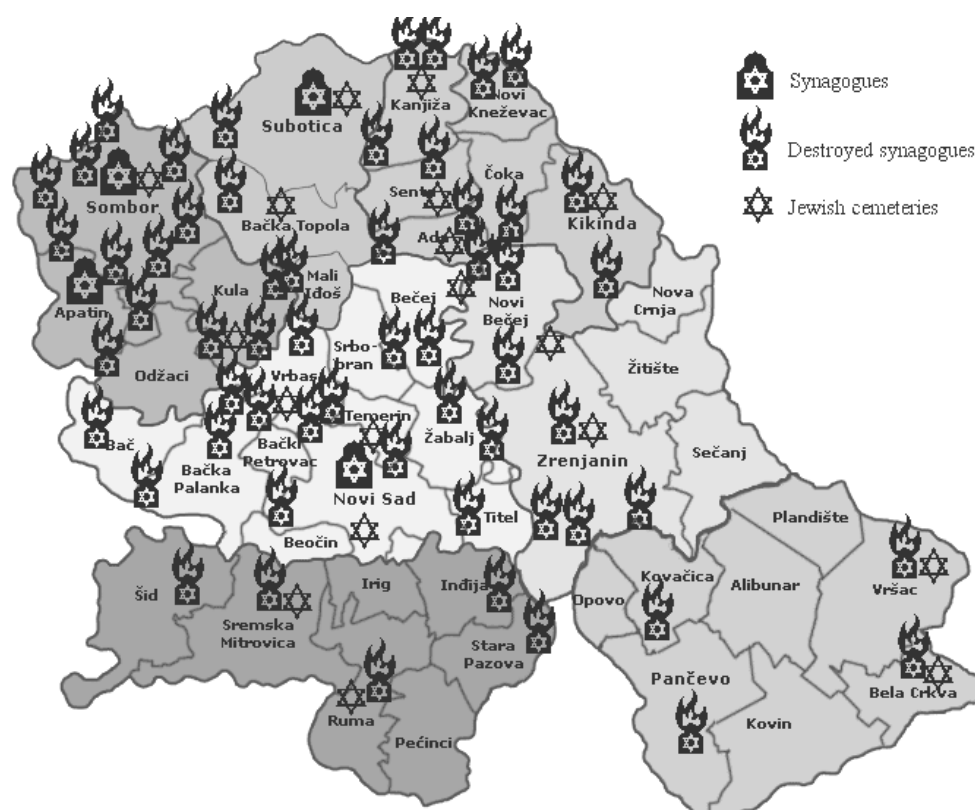 Synagogues
Destroyed synagogues
Jewish cemeteries
Subotica
Kanjiža
Novi
Kneževac
Sombor
Bačka Topola
Senta
Čoka
Ada
Kikinda
Apatin
Kula
Mali
Iđoš
Bečej
Novi
Bečej
Nova
Crnja
Odžaci
Vrbas
Srbo-
bran
Žitište
Bač
Bačka
Palanka
Bački
Petrovac
Temerin
Žabalj
Zrenjanin
Sečanj
Novi Sad
Titel
Beočin
Plandište
Šid
Sremska
Mitrovica
Irig
Inđija
Opovo
Kovačica
Alibunar
Vršac
Stara
Pazova
Pančevo
Bela Crkva
Ruma
Pećinci
Kovin